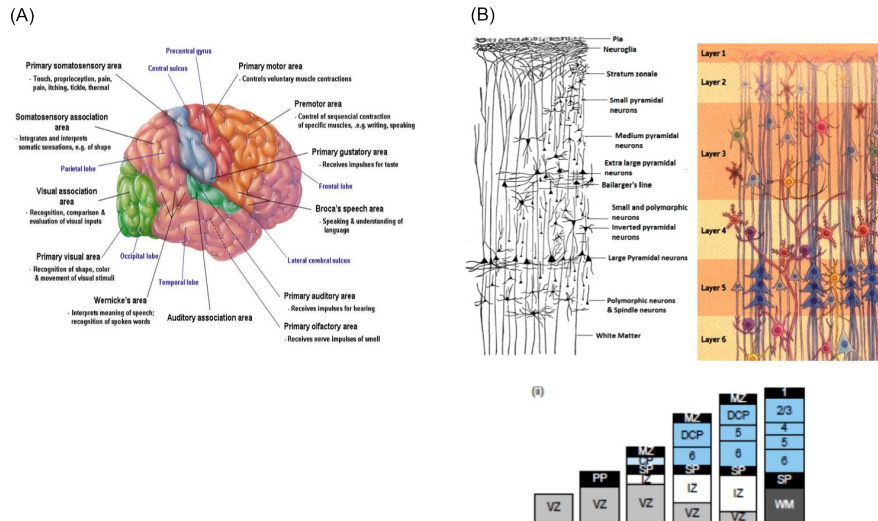 (A)
Precentral gyrus
Central sulcus
Primary somatosensory area
- Touch, proprioception, pain,
pain, itching, tickle, thermal
Primary motor area
- Controls voluntary muscle contractions
Somatosensory association
area
- Integrates and interprets
somatic sensations, e.g. of shape
Premotor area
- Control of sequencial contraction
of specific muscles, .e.g. writing, speaking
Parietal lobe
Primary gustatory area
- Receives impulses for taste
Frontal lobe
Visual association
area
- Recognition, comparison &
evaluation of visual inputs
Broca's speech area
- Speaking & understanding of
language
Primary visual area
- Recognition of shape, color
& movement of visual stimuli
Occipital lobe
Temporal lobe
Lateral cerebral sulcus
Wernicke's area
- Interprets meaning of speech;
recognition of spoken words
Auditory association area
Primary auditory area
- Receives impulses for hearing
Primary olfactory area
- Receives nerve impulses of smell
(B)
Pia
Neuroglia
Stratum zonale
Small pyramidal
neurons
Medium pyramidal
neurons
Extra large pyramidal
neurons
Bailarger's line
Small and polymorphic
neurons
Inverted pyramidal
neurons
Large Pyramidal neurons
Polymorphic neurons
& Spindle neurons
White Matter
Layer 1
Layer 2
Layer 3
Layer 4
Layer 5
Layer 6
(i)
VZ
PP
VZ
MZ
CP
SP
IZ
VZ
MZ
DCP
6
SP
IZ
VZ
MZ
DCP
5
6
SP
IZ
VZ
1
2/3
4
5
6
SP
WM